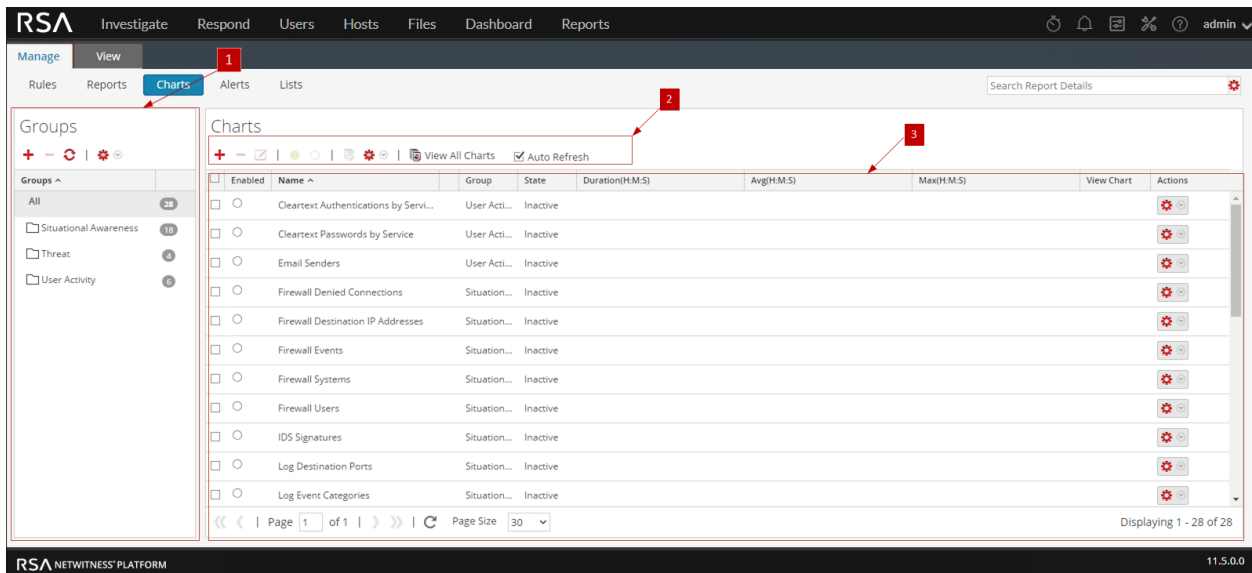 RSA Investigate Respond Users Hosts Files Dashboard Reports admin
Manage View
1
Rules Reports Charts Alerts Lists Search Report Details
2
Groups
Charts
3
View All Charts Auto Refresh
Groups
Enabled Name Group State Duration(H:M:S) Avg(H:M:S) Max(H:M:S) View Chart Actions
All 28
Situational Awareness 18
Threat 4
User Activity 6
Cleartext Authentications by Servi... User Acti... Inactive
Cleartext Passwords by Service User Acti... Inactive
Email Senders User Acti... Inactive
Firewall Denied Connections Situation... Inactive
Firewall Destination IP Addresses Situation... Inactive
Firewall Events Situation... Inactive
Firewall Systems Situation... Inactive
Firewall Users Situation... Inactive
IDS Signatures Situation... Inactive
Log Destination Ports Situation... Inactive
Log Event Categories Situation... Inactive
Page 1 of 1 Page Size 30 Displaying 1 - 28 of 28
RSA NETWITNESS® PLATFORM 11.5.0.0